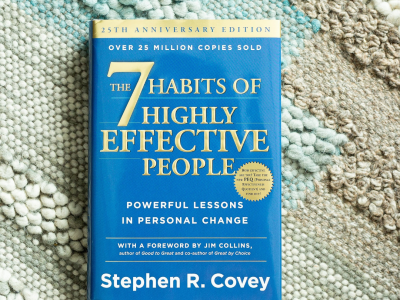 25TH ANNIVERSARY EDITION
OVER 25 MILLION COPIES SOLD
THE 7 HABITS OF
HIGHLY
EFFECTIVE
PEOPLE
POWERFUL LESSONS
IN PERSONAL CHANGE
WITH A FOREWORD BY JIM COLLINS,
author of Good to Great and co-author of Great by Choice
Stephen R. Covey